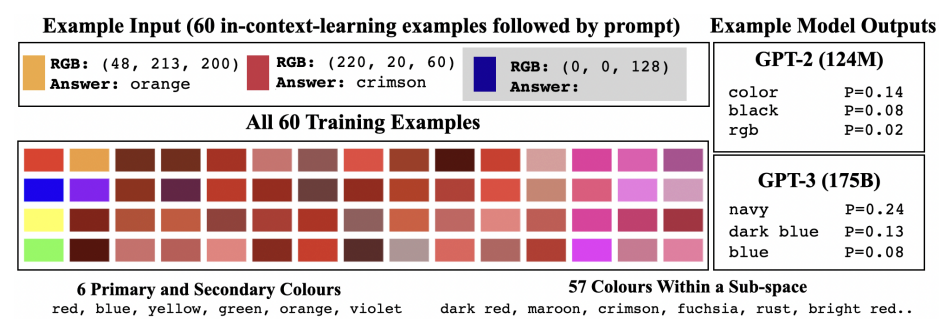 Example Input (60 in-context-learning examples followed by prompt)
RGB: (48, 213, 200)
Answer: orange
RGB: (220, 20, 60)
Answer: crimson
RGB: (0, 0, 128)
Answer:
All 60 Training Examples
6 Primary and Secondary Colours
red, blue, yellow, green, orange, violet
57 Colours Within a Sub-space
dark red, maroon, crimson, fuchsia, rust, bright red..
Example Model Outputs
GPT-2 (124M)
color P=0.14
black P=0.08
rgb P=0.02
GPT-3 (175B)
navy P=0.24
dark blue P=0.13
blue P=0.08